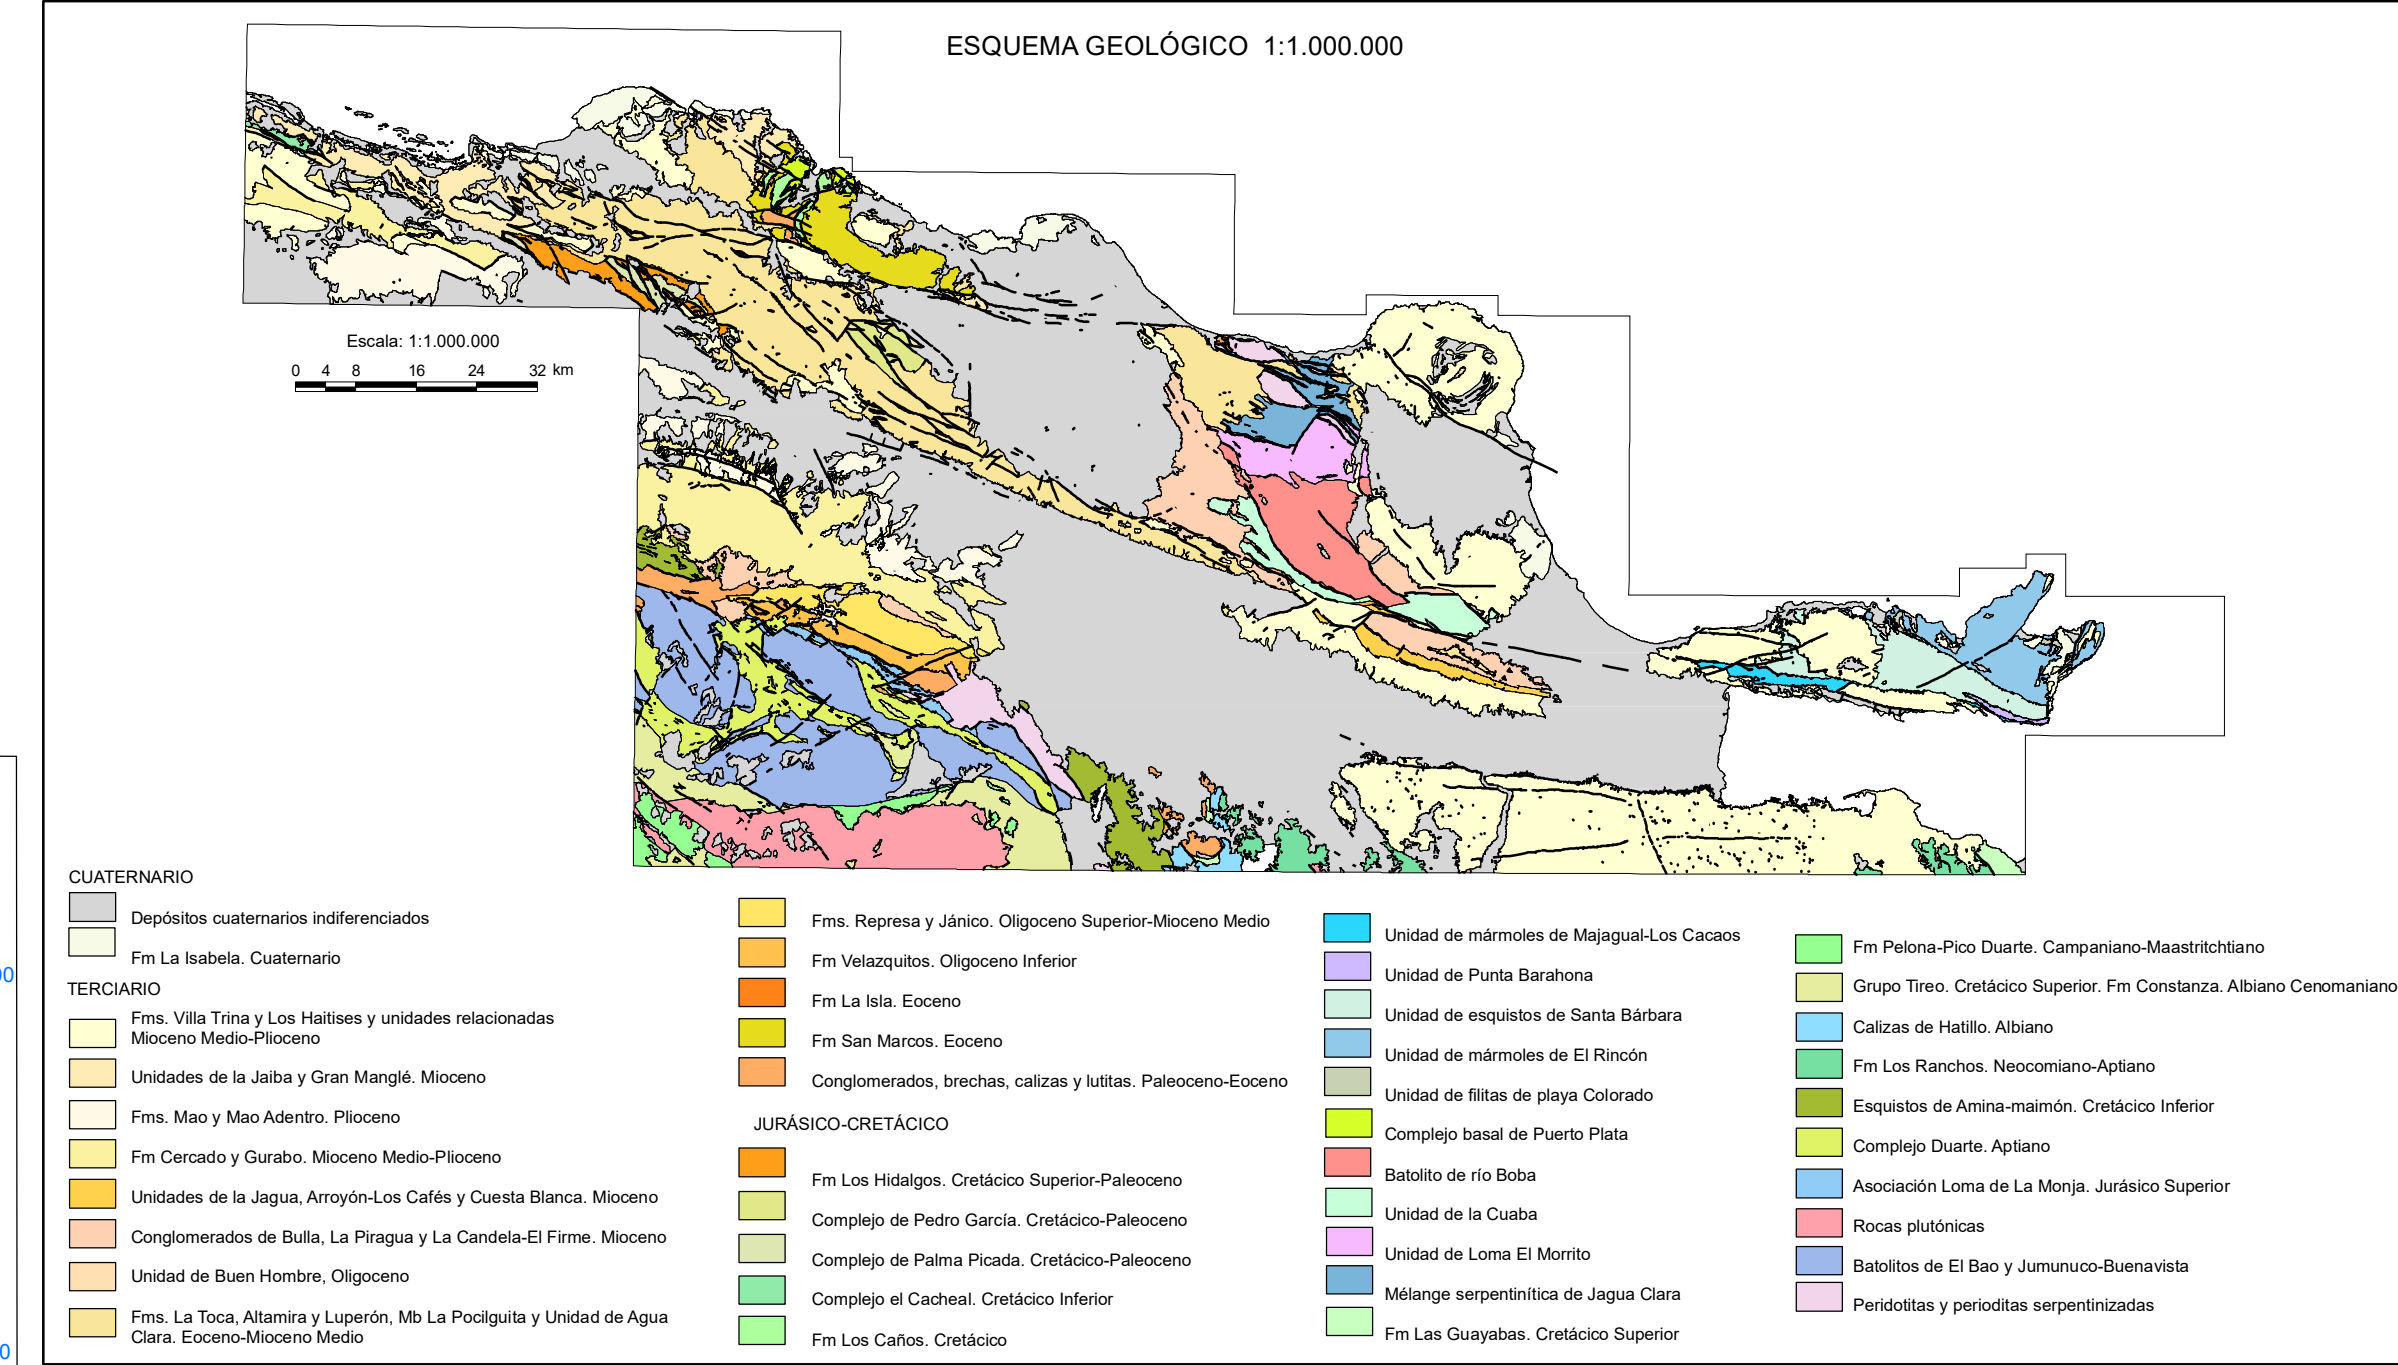 ESQUEMA GEOLÓGICO 1:1.000.000
Escala: 1:1.000.000
0 4 8 16 24 32 km
CUATERNARIO
Depósitos cuaternarios indiferenciados
Fm La Isabela. Cuaternario
TERCIARIO
Fms. Villa Trina y Los Haitises y unidades relacionadas
Mioceno Medio-Plioceno
Unidades de la Jaiba y Gran Manglé. Mioceno
Fms. Mao y Mao Adentro. Plioceno
Fm Cercado y Gurabo. Mioceno Medio-Plioceno
Unidades de la Jagua, Arroyón-Los Cafés y Cuesta Blanca. Mioceno
Conglomerados de Bulla, La Piragua y La Candela-El Firme. Mioceno
Unidad de Buen Hombre, Oligoceno
Fms. La Toca, Altamira y Luperón, Mb La Pocilguita y Unidad de Agua
Clara. Eoceno-Mioceno Medio
Fms. Represa y Jánico. Oligoceno Superior-Mioceno Medio
Fm Velazquitos. Oligoceno Inferior
Fm La Isla. Eoceno
Fm San Marcos. Eoceno
Conglomerados, brechas, calizas y lutitas. Paleoceno-Eoceno
JURÁSICO-CRETÁCICO
Fm Los Hidalgos. Cretácico Superior-Paleoceno
Complejo de Pedro García. Cretácico-Paleoceno
Complejo de Palma Picada. Cretácico-Paleoceno
Complejo el Cacheal. Cretácico Inferior
Fm Los Caños. Cretácico
Unidad de mármoles de Majagual-Los Cacaos
Unidad de Punta Barahona
Unidad de esquistos de Santa Bárbara
Unidad de mármoles de El Rincón
Unidad de filitas de playa Colorado
Complejo basal de Puerto Plata
Batolito de río Boba
Unidad de la Cuaba
Unidad de Loma El Morrito
Mélange serpentinítica de Jagua Clara
Fm Las Guayabas. Cretácico Superior
Fm Pelona-Pico Duarte. Campaniano-Maastritchtiano
Grupo Tireo. Cretácico Superior. Fm Constanza. Albiano Cenomaniano
Calizas de Hatillo. Albiano
Fm Los Ranchos. Neocomiano-Aptiano
Esquistos de Amina-maimón. Cretácico Inferior
Complejo Duarte. Aptiano
Asociación Loma de La Monja. Jurásico Superior
Rocas plutónicas
Batolitos de El Bao y Jumunuco-Buenavista
Peridotitas y perioditas serpentinizadas
00
0